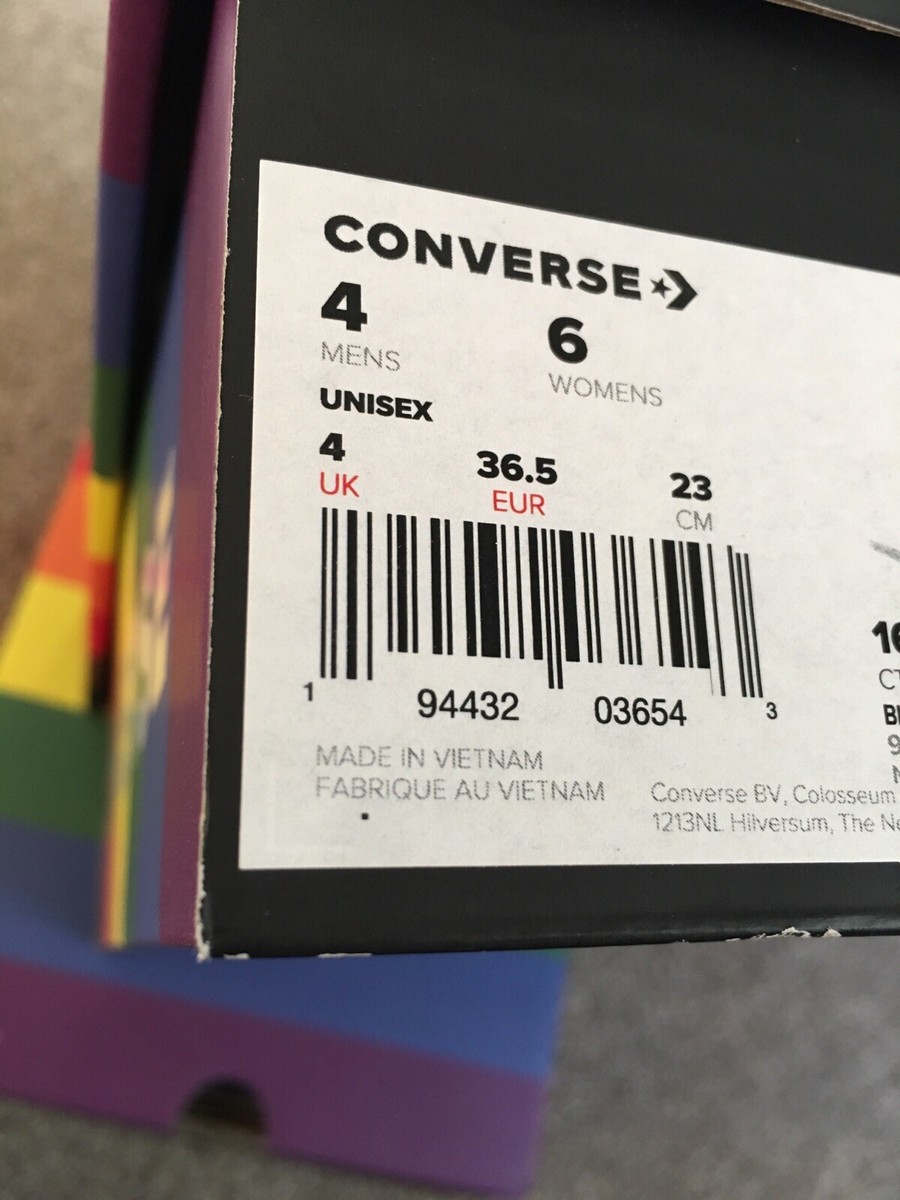 CONVERSE
4 6
MENS WOMENS
UNISEX
4 36.5 23
UK EUR CM
1 94432 03654 3
MADE IN VIETNAM
FABRIQUE AU VIETNAM
Converse BV, Colosseum
1213NL Hilversum, The